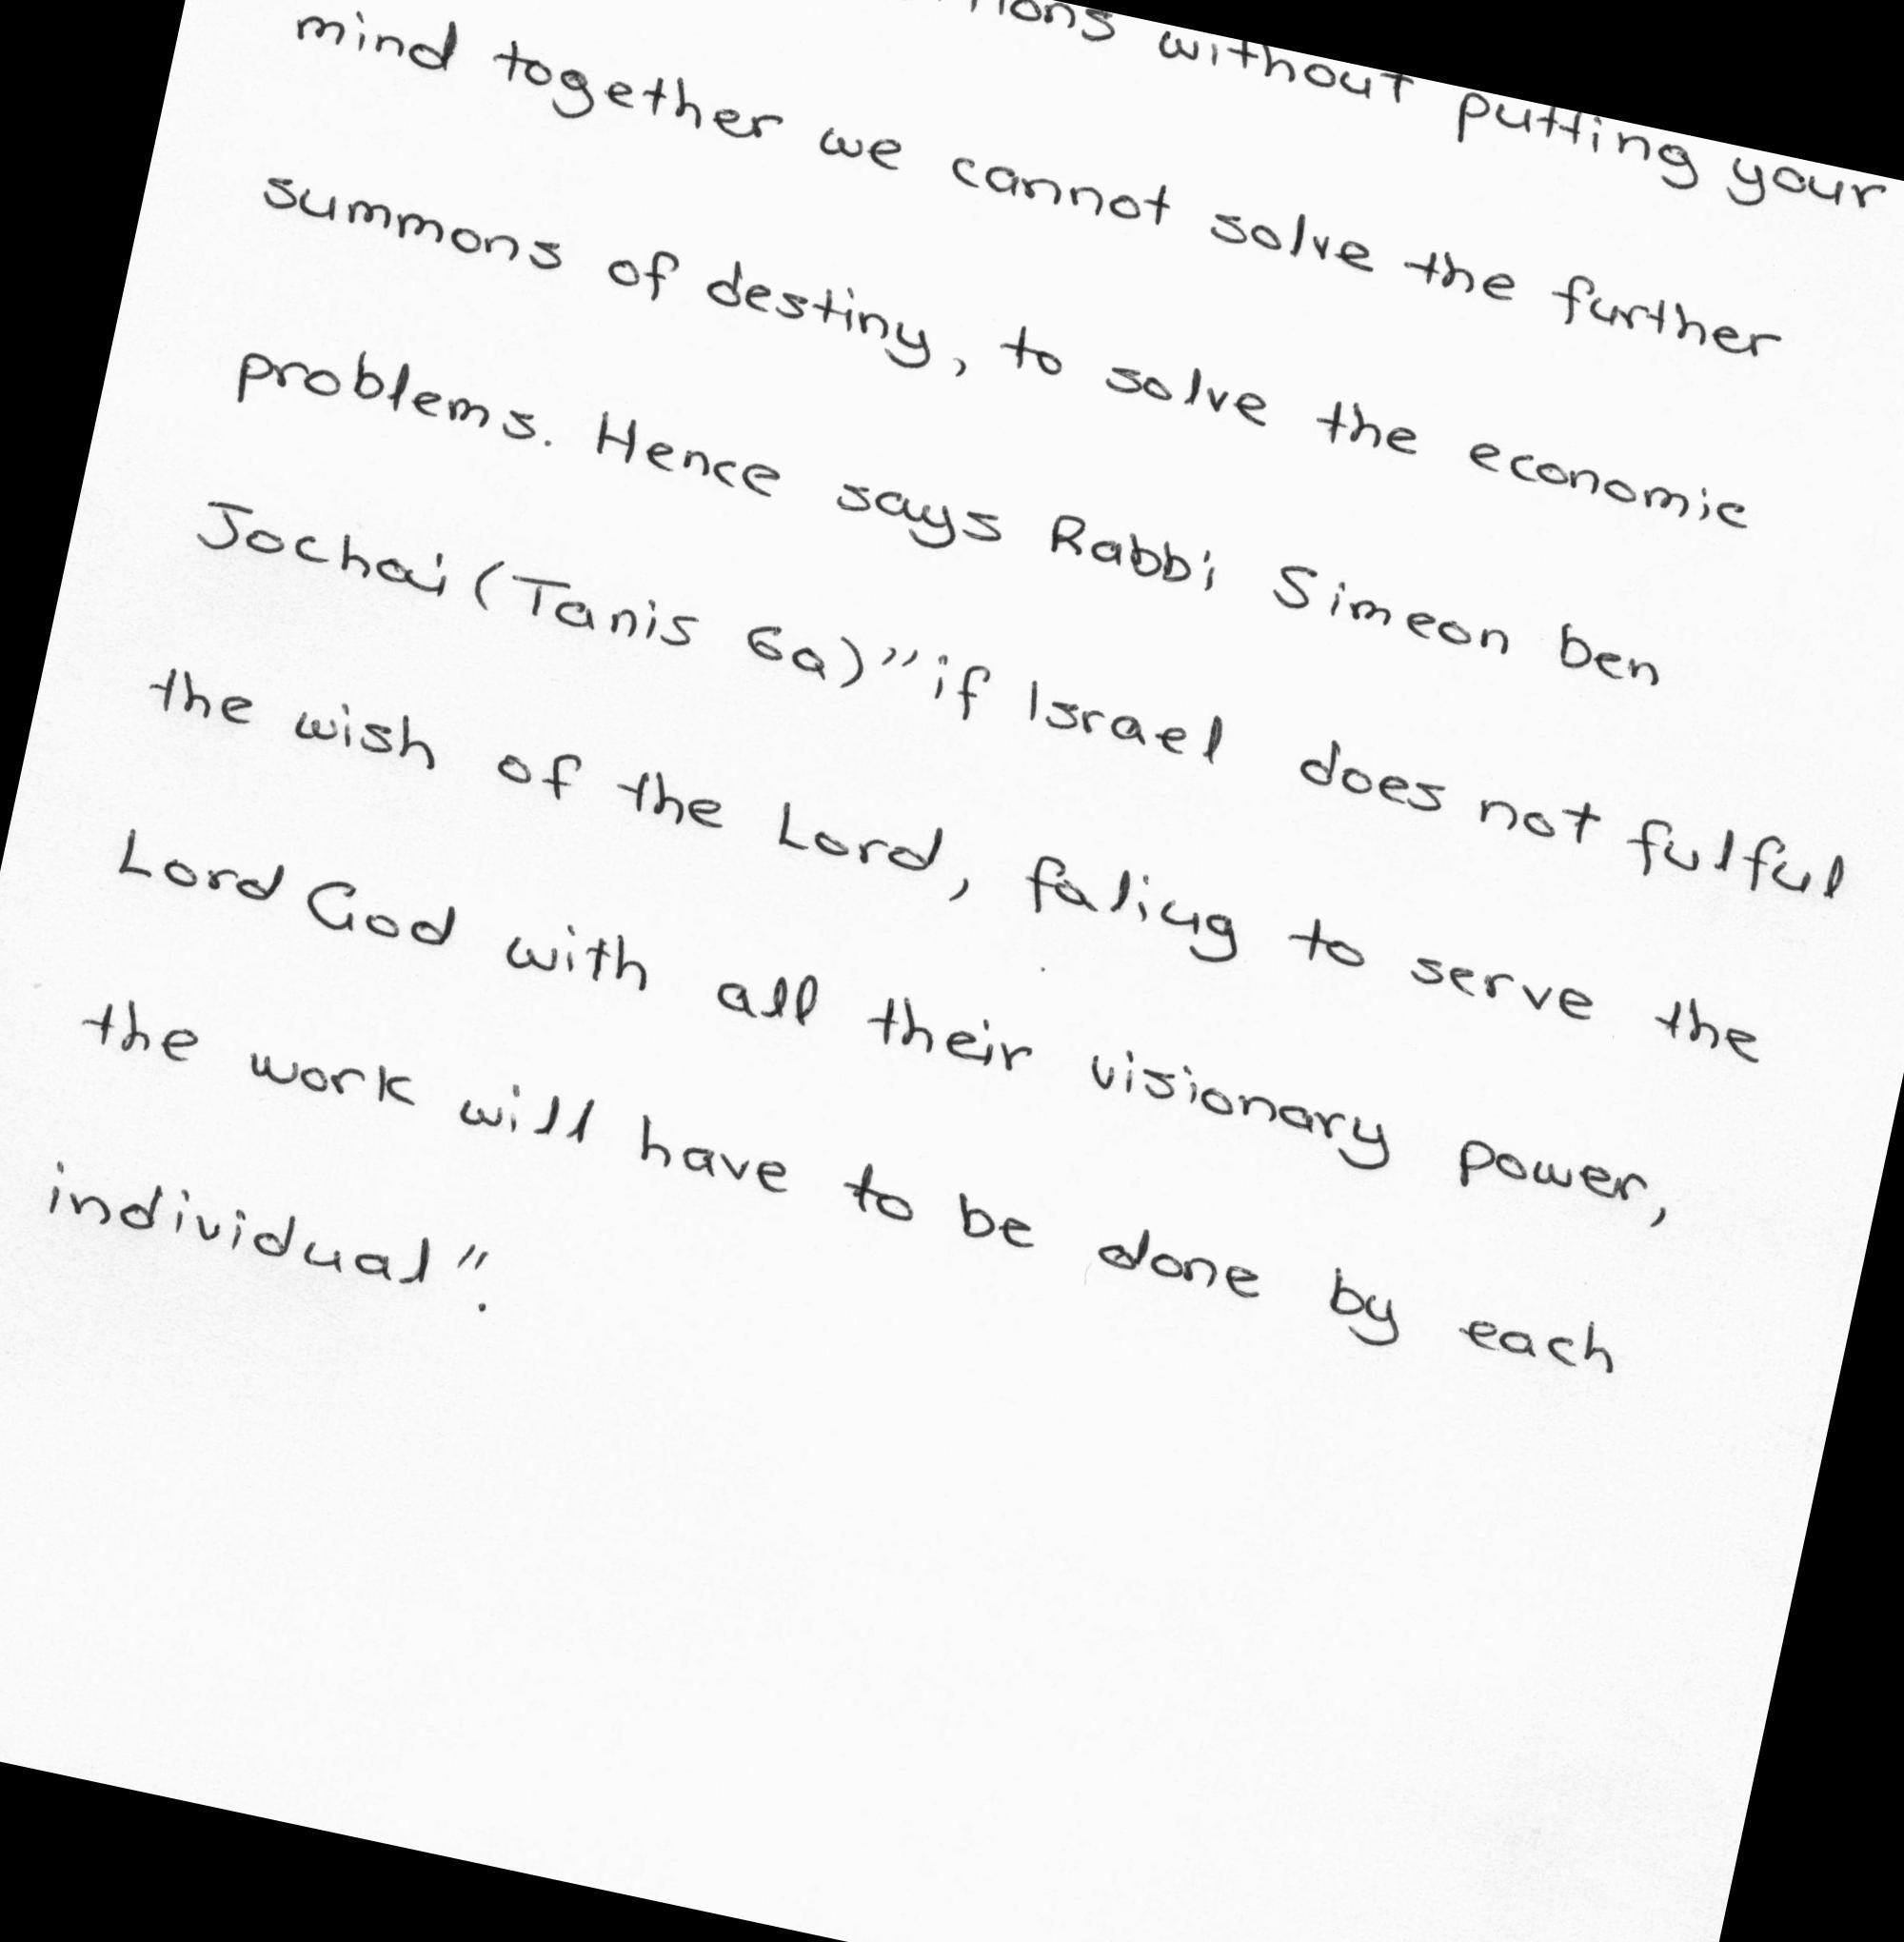 without putting your
mind together we cannot solve the further
summons of destiny, to solve the economic
problems. Hence says Rabbi Simeon ben
Jochai (Tanis 6a) "if Israel does not fulful
the wish of the Lord, faliug to serve the
Lord God with all their visionary power,
the work will have to be done by each
individual".